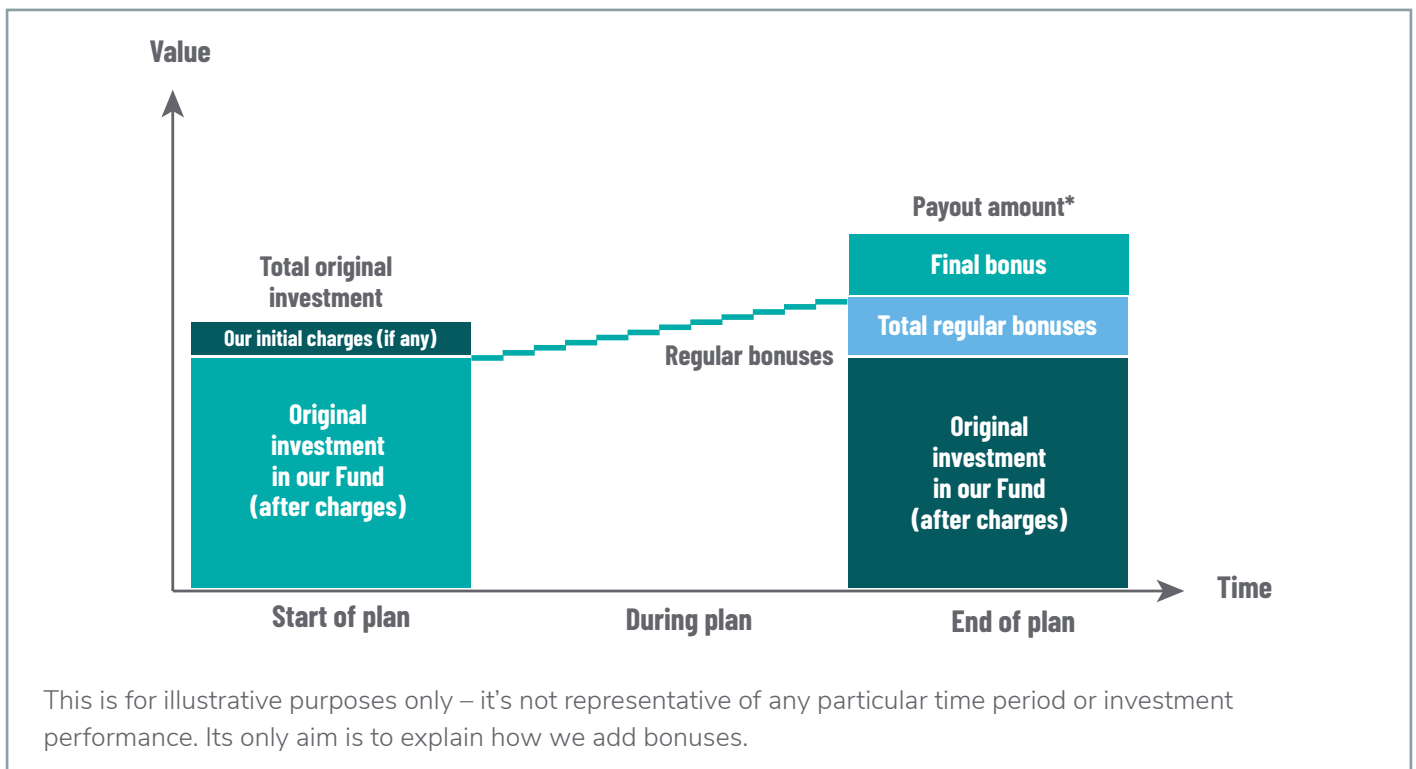 Value
Payout amount*
Final bonus
Total original
investment
Our initial charges (if any)
Total regular bonuses
Regular bonuses
Original
investment
in our Fund
(after charges)
Original
investment
in our Fund
(after charges)
Time
Start of plan
During plan
End of plan
This is for illustrative purposes only – it’s not representative of any particular time period or investment
performance. Its only aim is to explain how we add bonuses.